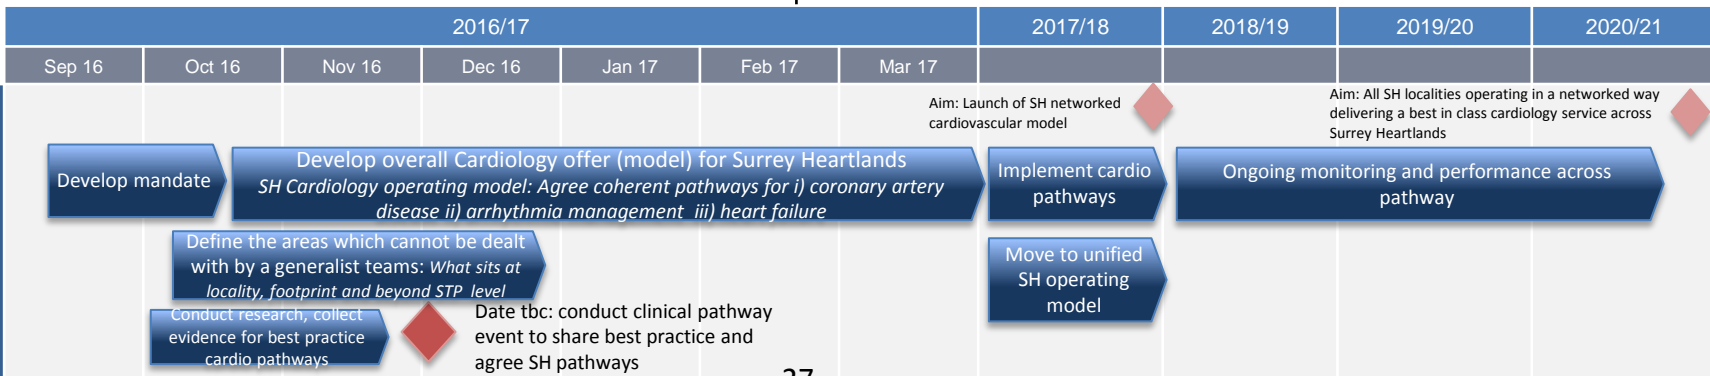 2016/17 2017/18 2018/19 2019/20 2020/21
Sep 16 Oct 16 Nov 16 Dec 16 Jan 17 Feb 17 Mar 17
Aim: Launch of SH networked
cardiovascular model
Aim: All SH localities operating in a networked way
delivering a best in class cardiology service across
Surrey Heartlands
Develop mandate
Develop overall Cardiology offer (model) for Surrey Heartlands
SH Cardiology operating model: Agree coherent pathways for i) coronary artery
disease ii) arrhythmia management iii) heart failure
Implement cardio
pathways
Ongoing monitoring and performance across
pathway
Define the areas which cannot be dealt
with by a generalist teams: What sits at
locality, footprint and beyond STP level
Move to unified
SH operating
model
Conduct research, collect
evidence for best practice
cardio pathways
Date tbc: conduct clinical pathway
event to share best practice and
agree SH pathways